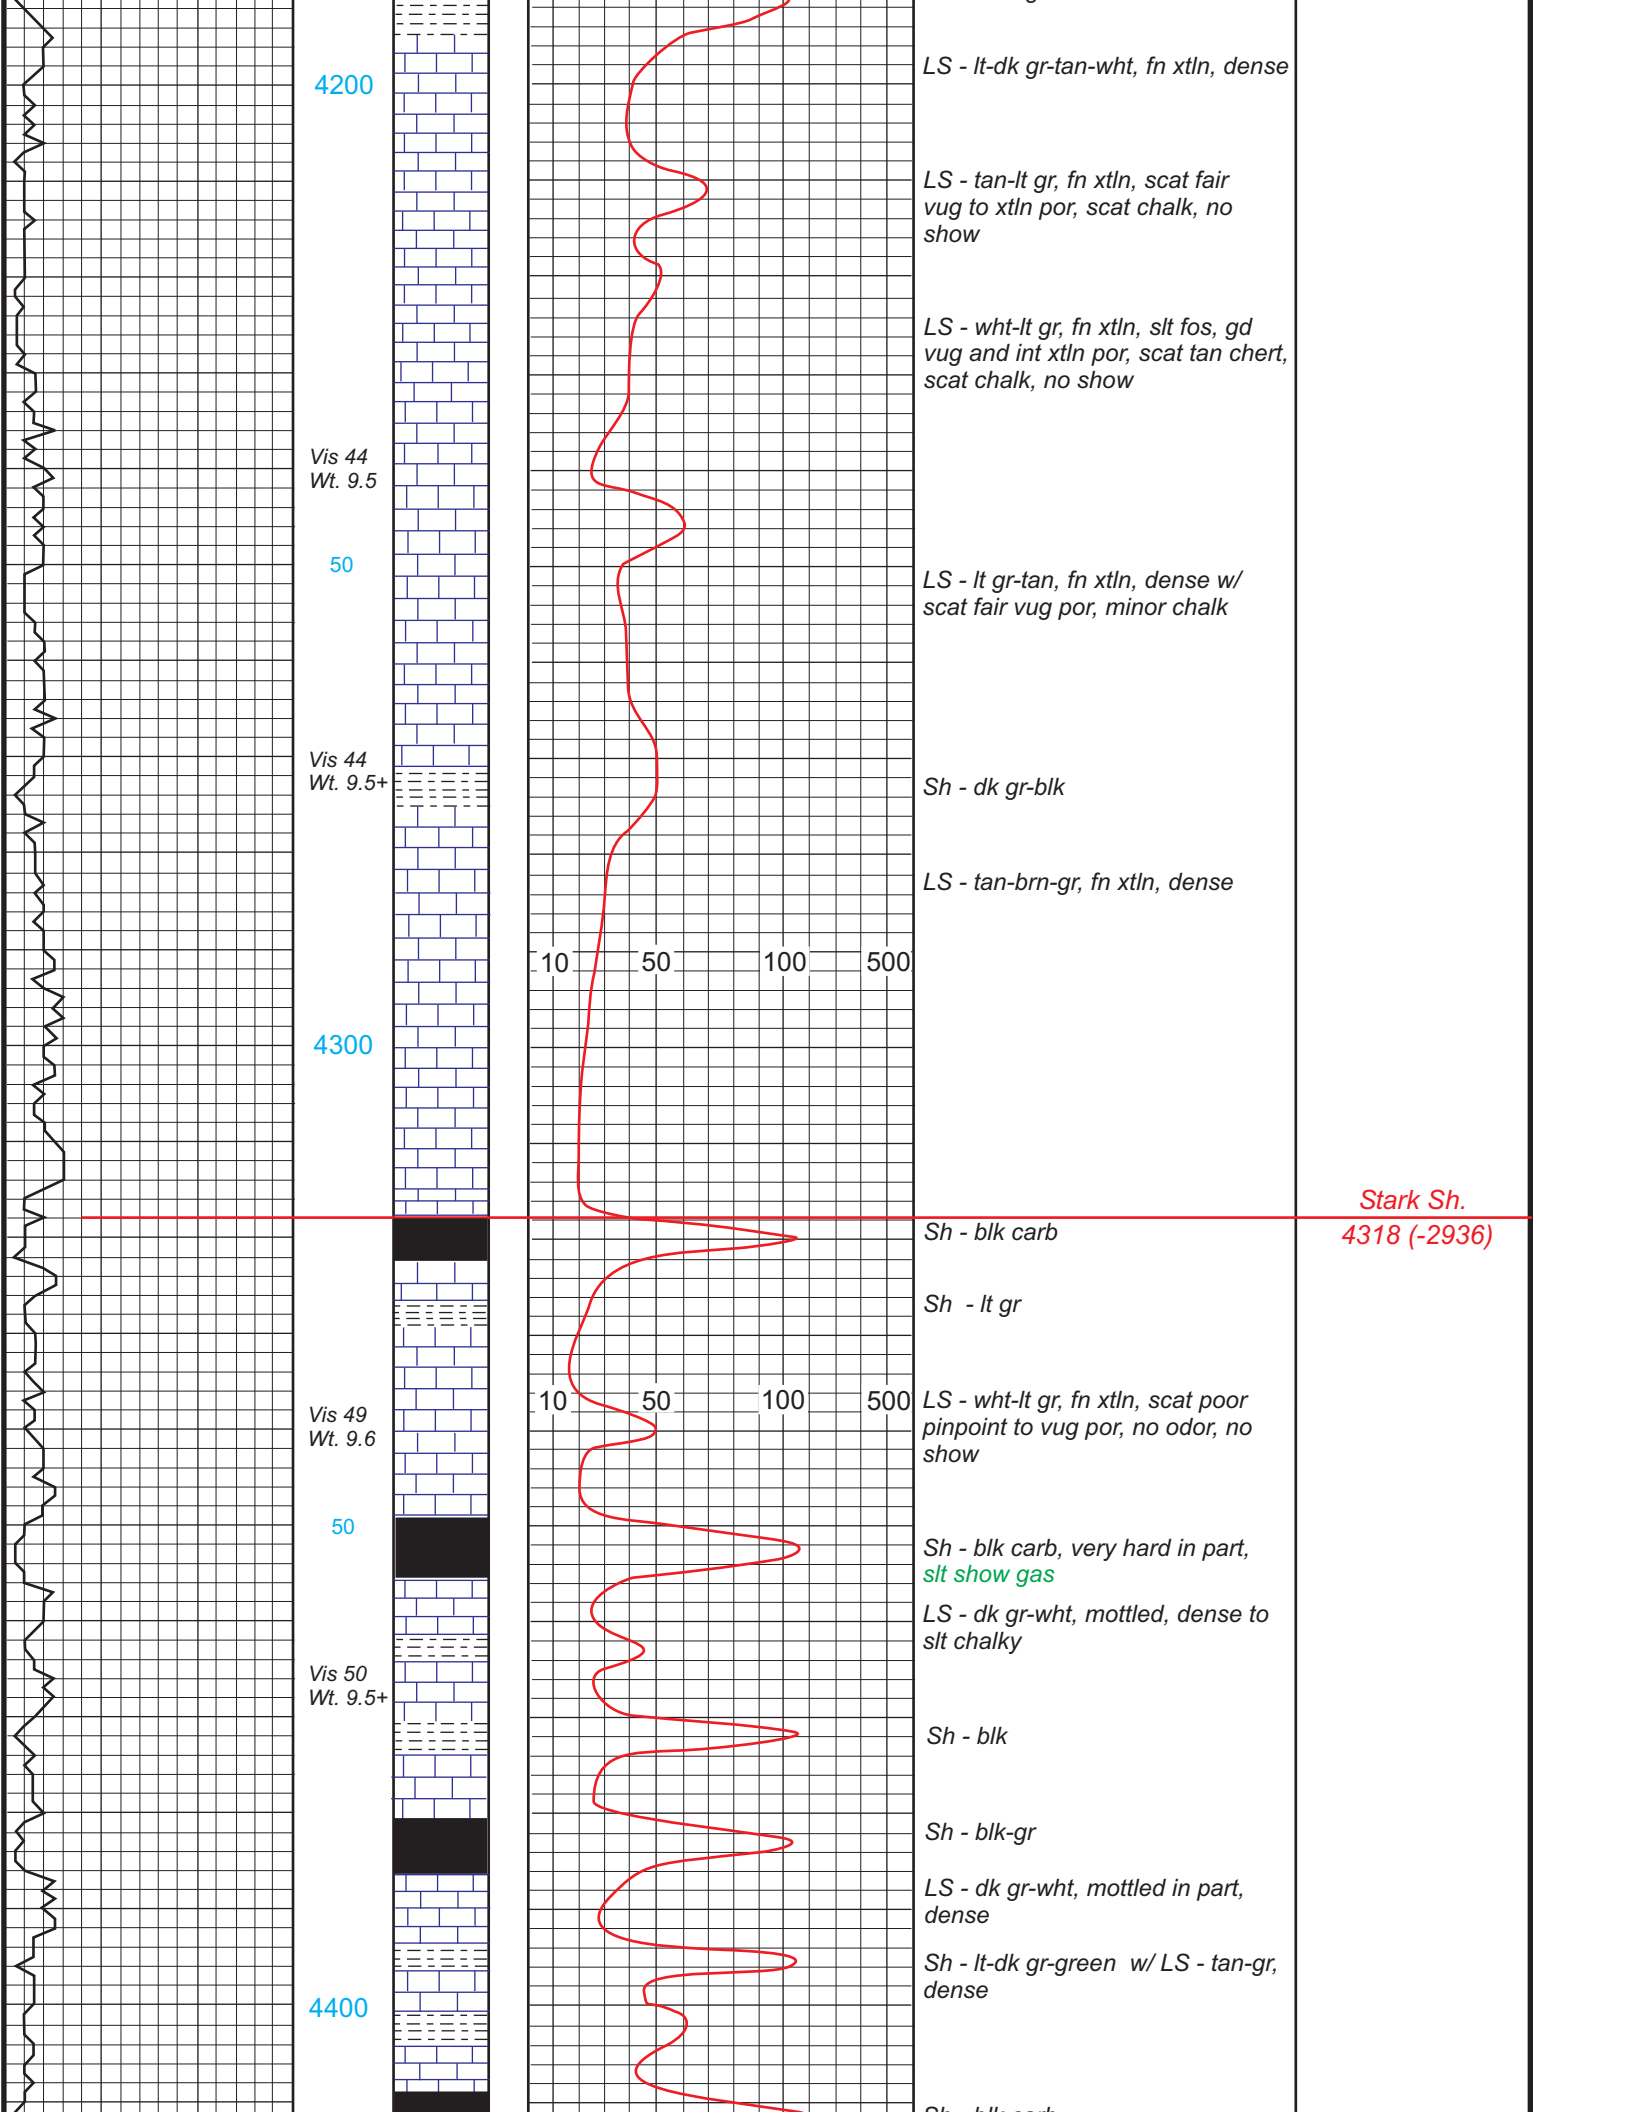 4200
LS - lt-dk gr-tan-wht, fn xtln, dense
LS - tan-lt gr, fn xtln, scat fair
vug to xtln por, scat chalk, no
show
LS - wht-lt gr, fn xtln, slt fos, gd
vug and int xtln por, scat tan chert,
scat chalk, no show
Vis 44
Wt. 9.5
50
LS - lt gr-tan, fn xtln, dense w/
scat fair vug por, minor chalk
Vis 44
Wt. 9.5+
Sh - dk gr-blk
LS - tan-brn-gr, fn xtln, dense
10 50 100 500
4300
Stark Sh.
4318 (-2936)
Sh - blk carb
Sh - lt gr
10 50 100 500
LS - wht-lt gr, fn xtln, scat poor
pinpoint to vug por, no odor, no
show
Vis 49
Wt. 9.6
50
Sh - blk carb, very hard in part,
slt show gas
LS - dk gr-wht, mottled, dense to
slt chalky
Vis 50
Wt. 9.5+
Sh - blk
Sh - blk-gr
LS - dk gr-wht, mottled in part,
dense
Sh - lt-dk gr-green w/ LS - tan-gr,
dense
4400